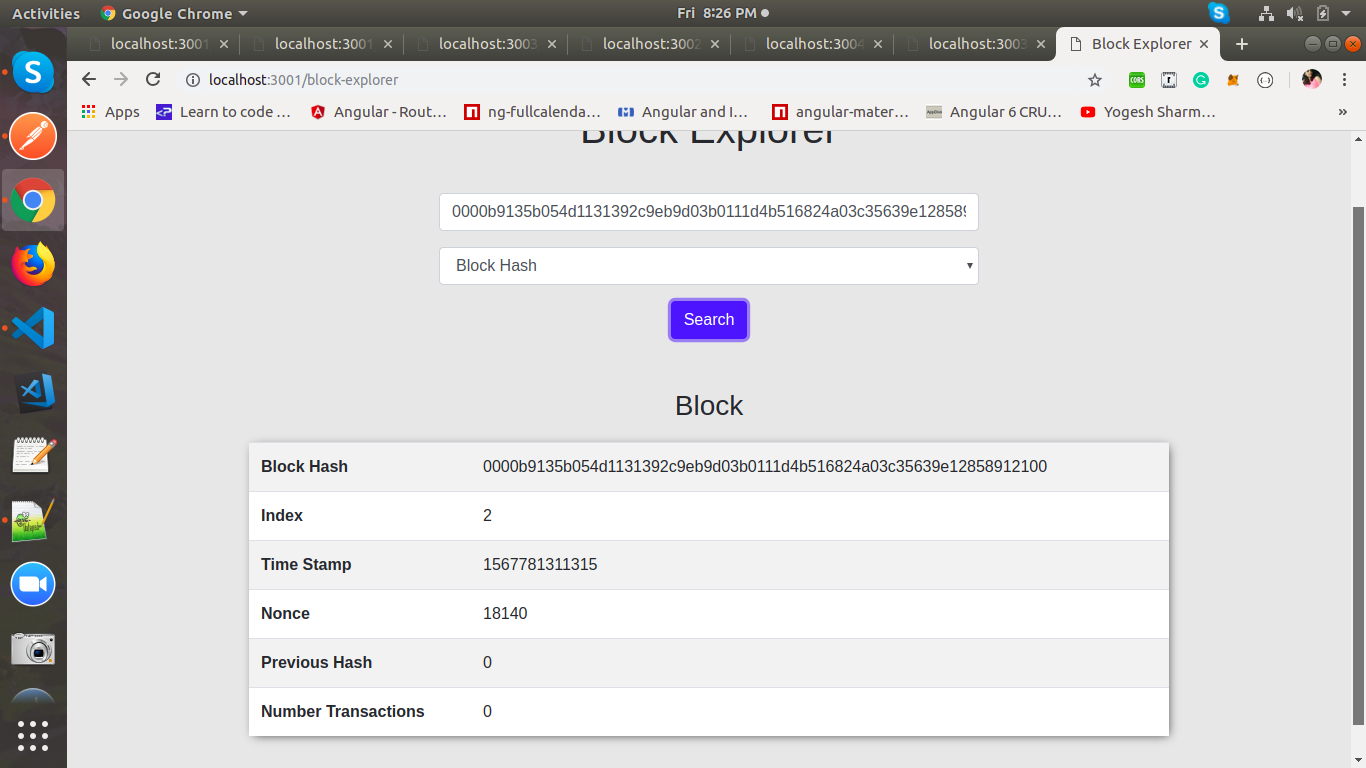 Activities Google Chrome Fri 8:26 PM
localhost:3001 localhost:3001 localhost:3003 localhost:3002 localhost:3004 localhost:3003 Block Explorer
localhost:3001/block-explorer
Apps Learn to code … Angular - Rout… ng-fullcalenda… Angular and I… angular-mater… Angular 6 CRU… Yogesh Sharm… »
Block Explorer
0000b9135b054d1131392c9eb9d03b0111d4b516824a03c35639e128589
Block Hash
Search
Block
Block Hash 0000b9135b054d1131392c9eb9d03b0111d4b516824a03c35639e12858912100
Index 2
Time Stamp 1567781311315
Nonce 18140
Previous Hash 0
Number Transactions 0